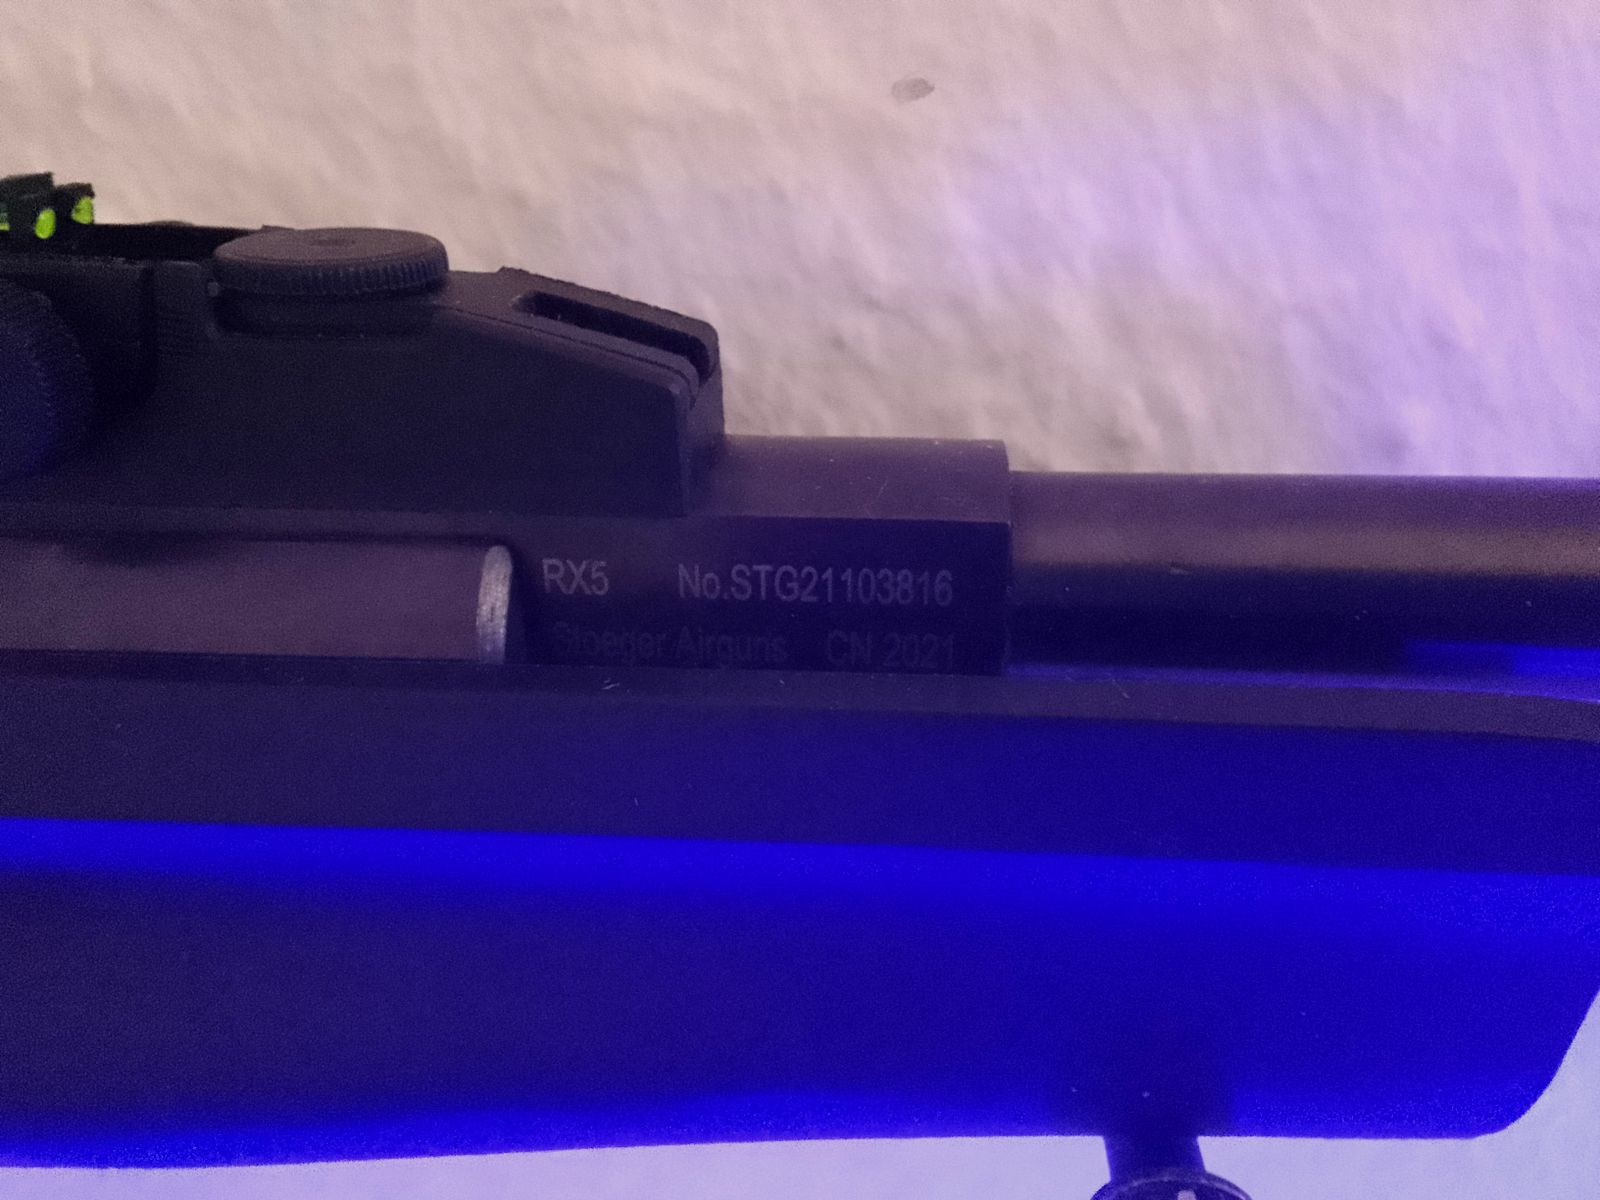 RX5 No.STG21103816
Stoeger Airguns CN 2021